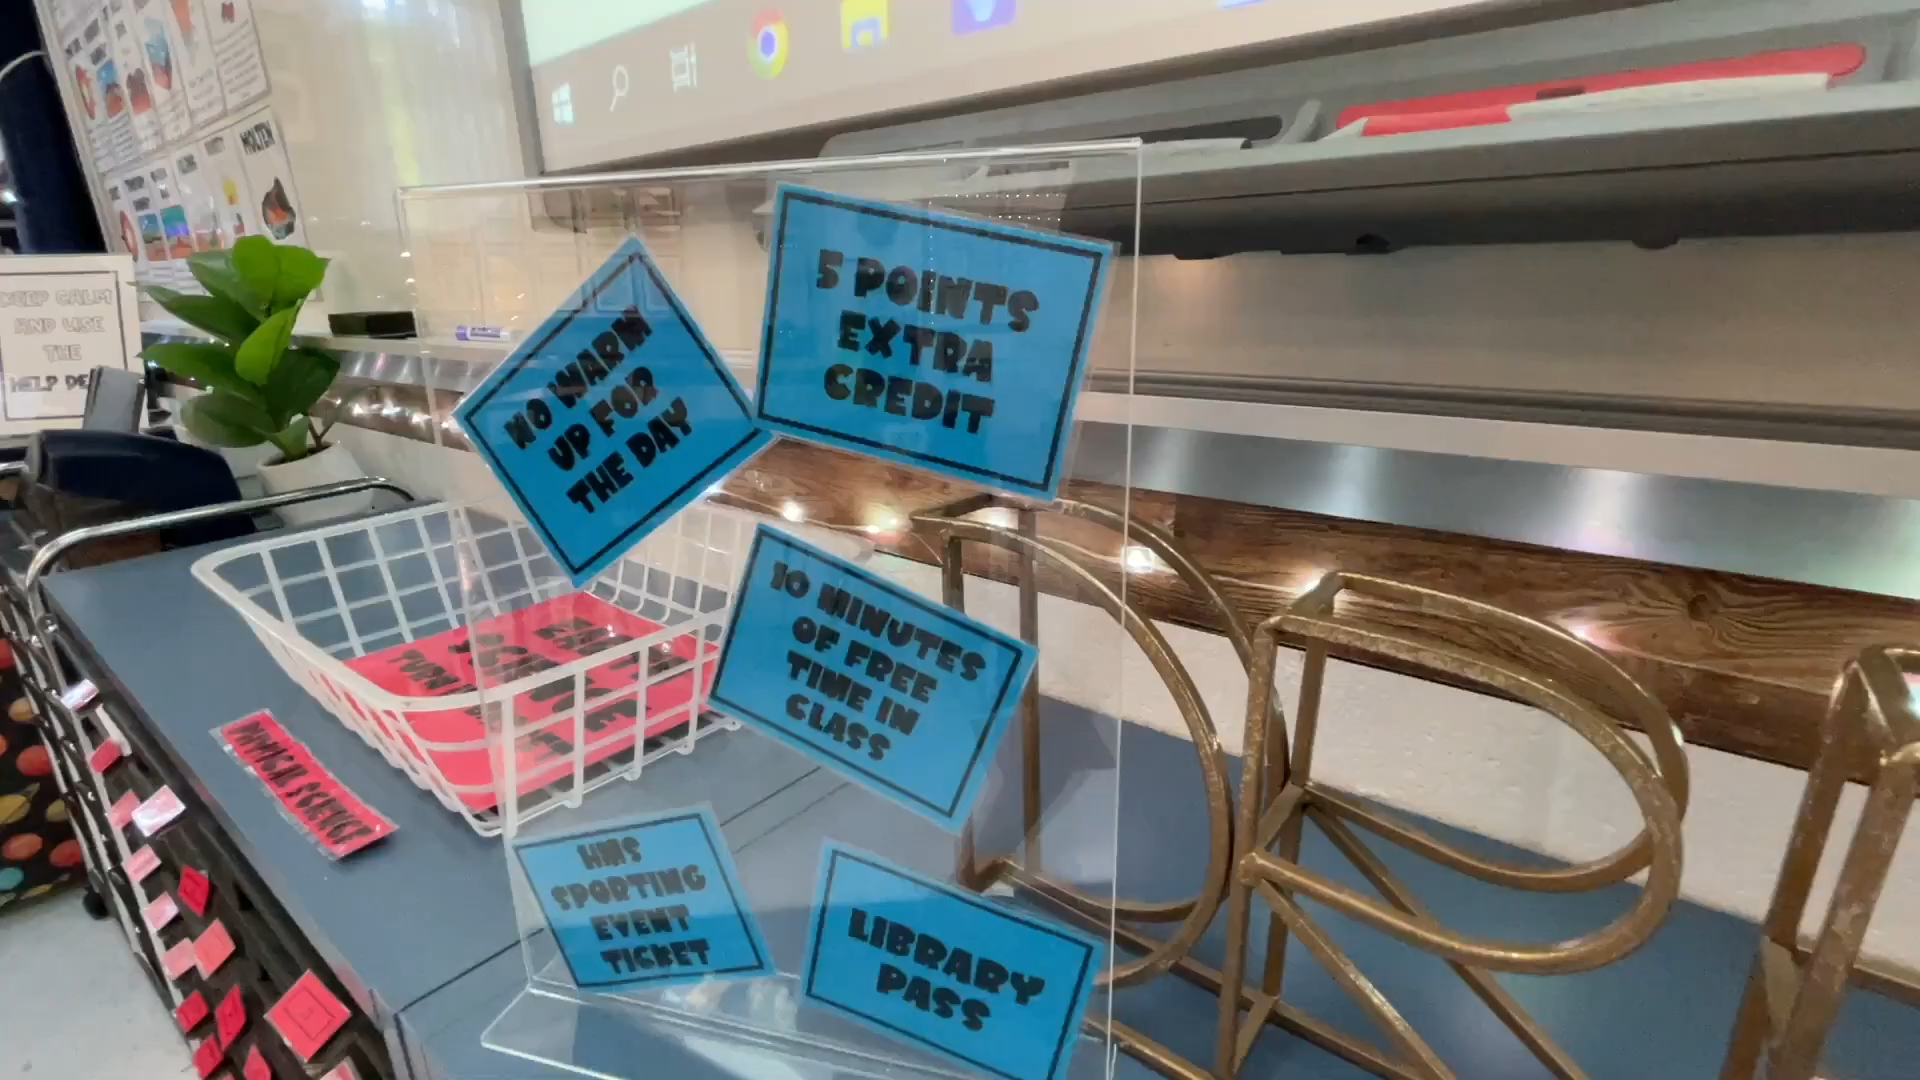 MOLTEN
KEEP CALM
AND USE
THE
HELP
NO WARM
UP FOR
THE DAY
5 POINTS
EXTRA
CREDIT
10 MINUTES
OF FREE
TIME IN
CLASS
PHYSICAL SCIENCE
HMS
SPORTING
EVENT
TICKET
LIBRARY
PASS